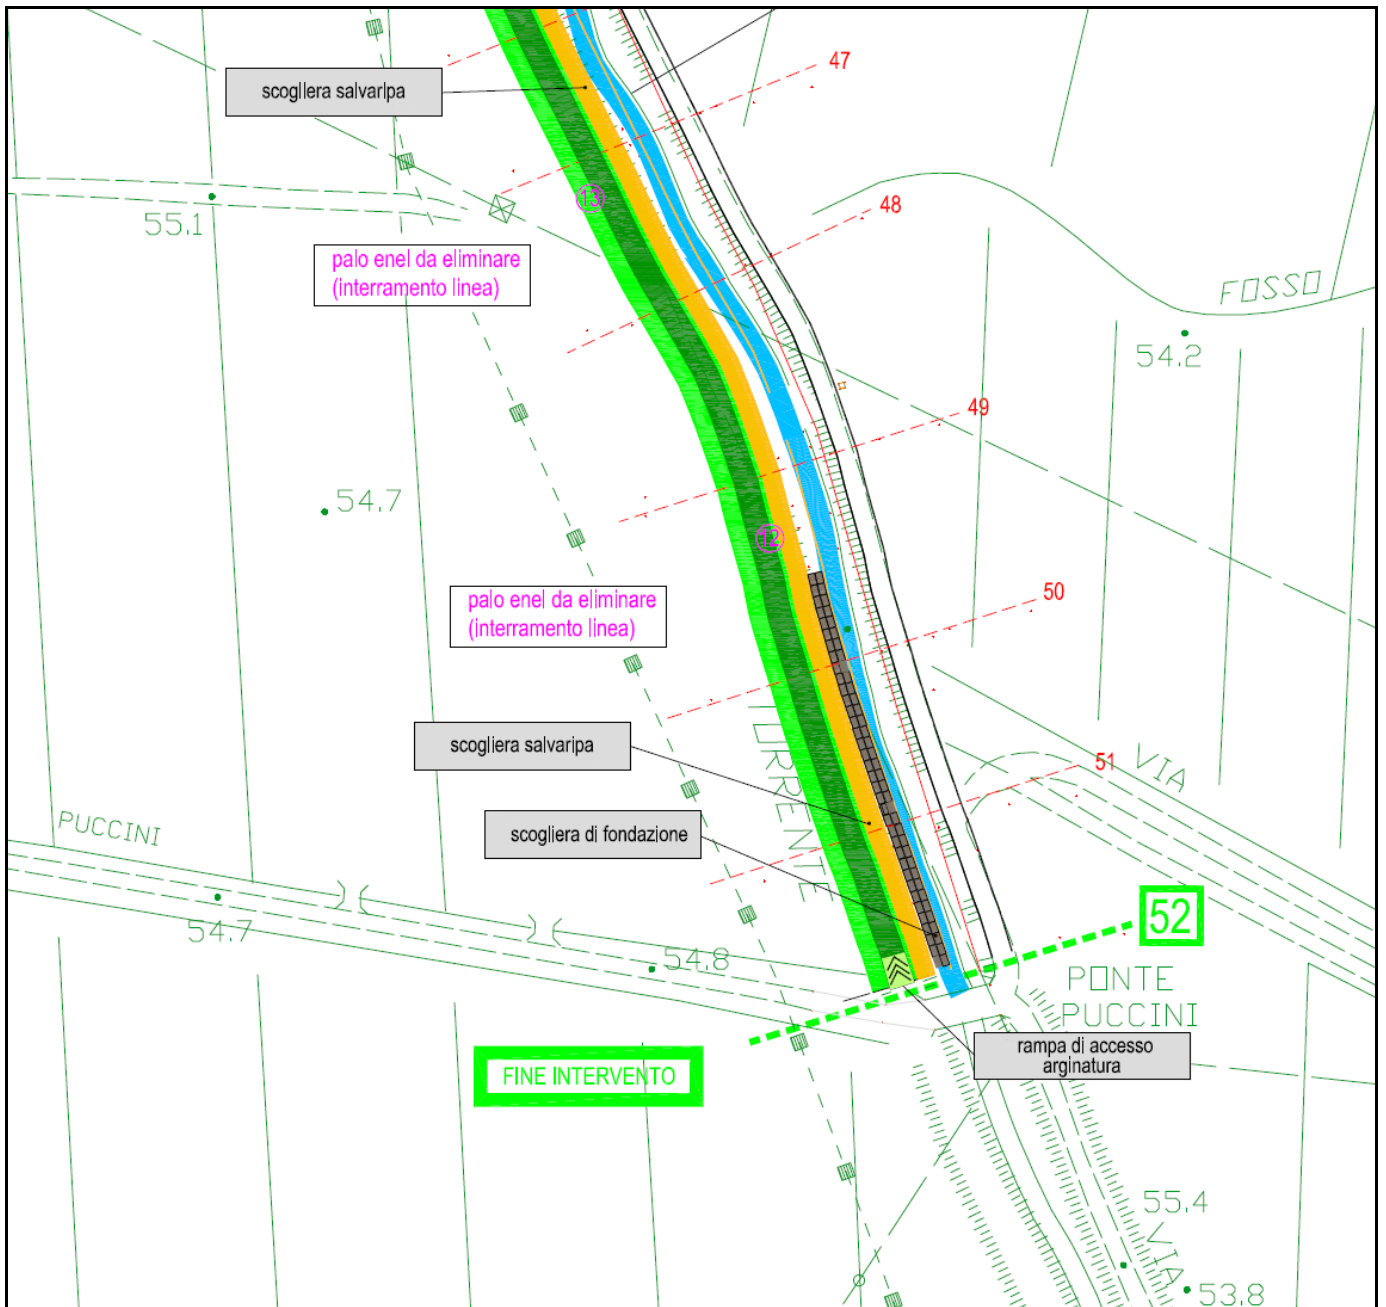 47
scogliera salvaripa
13
48
55.1
palo enel da eliminare
(interramento linea)
FOSSO
54.2
49
54.7
12
50
palo enel da eliminare
(interramento linea)
TORRENTE
scogliera salvaripa
51
VIA
PUCCINI
scogliera di fondazione
52
54.7
54.8
PONTE
PUCCINI
rampa di accesso
arginatura
FINE INTERVENTO
55.4
VIA
53.8